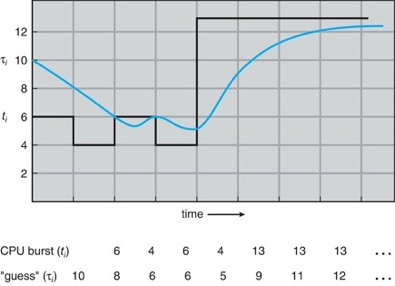 12
τi 10
8
ti 6
4
2
time
CPU burst (ti) 6 4 6 4 13 13 13 ...
"guess" (τi) 10 8 6 6 5 9 11 12 ...